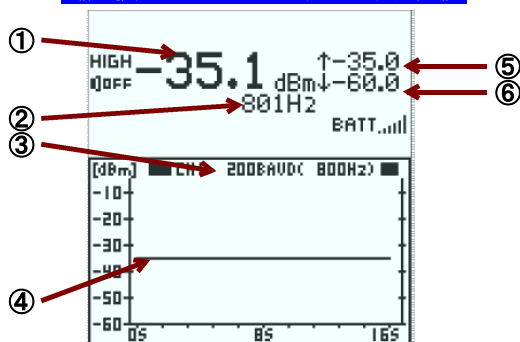 ①
HIGH -35.1 dBm ↑-35.0 ⑤
OFF ↓-60.0 ⑥
② 801Hz
BATT
③
[dBm] CH 200BAUD( 800Hz)
-10
-20
-30
-40
④
-50
-60
0S 8S 16S